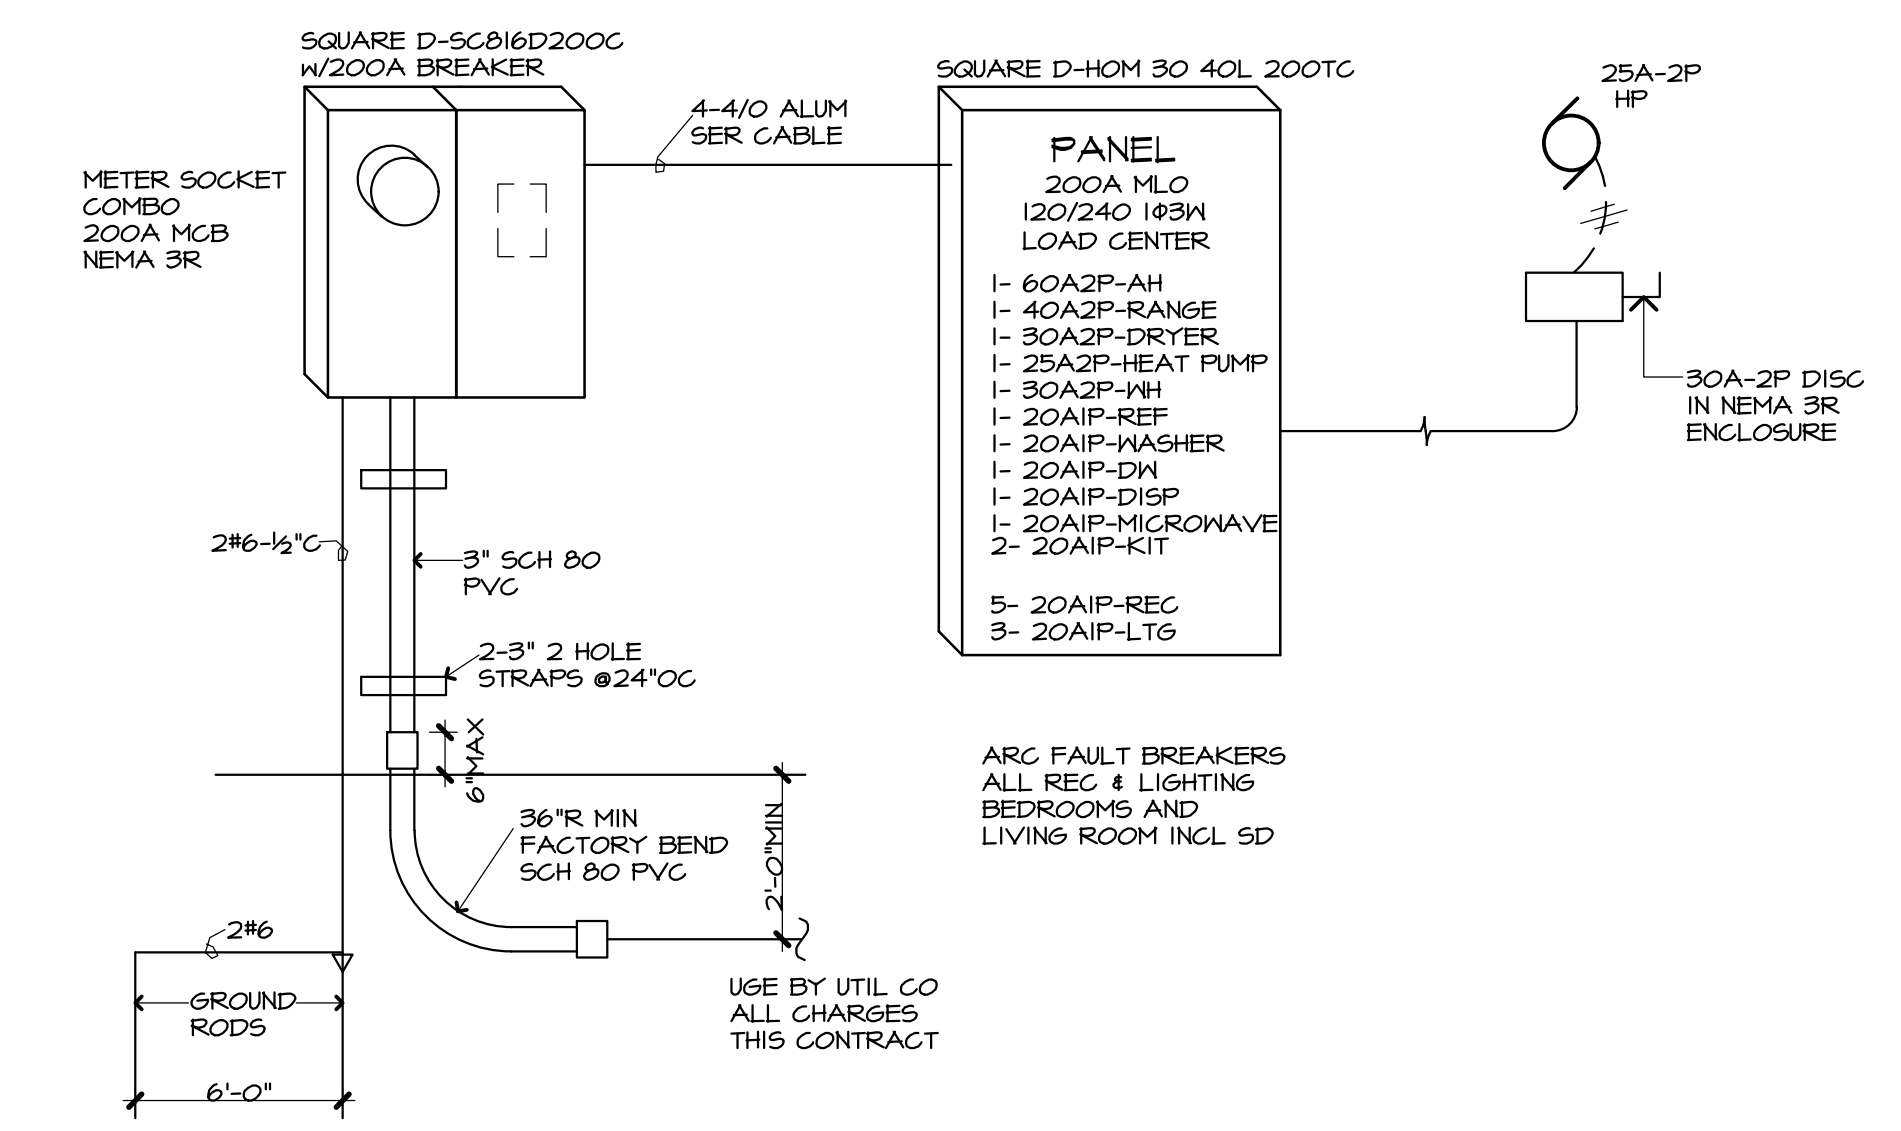 SQUARE D-SC816D200C
W/200A BREAKER
METER SOCKET
COMBO
200A MCB
NEMA 3R
4-4/0 ALUM
SER CABLE
SQUARE D-HOM 30 40L 200TC
PANEL
200A MLO
120/240 1Φ3W
LOAD CENTER
1- 60A2P-AH
1- 40A2P-RANGE
1- 30A2P-DRYER
1- 25A2P-HEAT PUMP
1- 30A2P-WH
1- 20A1P-REF
1- 20A1P-WASHER
1- 20A1P-DW
1- 20A1P-DISP
1- 20A1P-MICROWAVE
2- 20A1P-KIT
5- 20A1P-REC
3- 20A1P-LTG
25A-2P
HP
30A-2P DISC
IN NEMA 3R
ENCLOSURE
2#6-½"C
3" SCH 80
PVC
2-3" 2 HOLE
STRAPS @24"OC
6"MAX
36"R MIN
FACTORY BEND
SCH 80 PVC
2'-0"MIN
ARC FAULT BREAKERS
ALL REC & LIGHTING
BEDROOMS AND
LIVING ROOM INCL SD
2#6
GROUND
RODS
6'-0"
UGE BY UTIL CO
ALL CHARGES
THIS CONTRACT